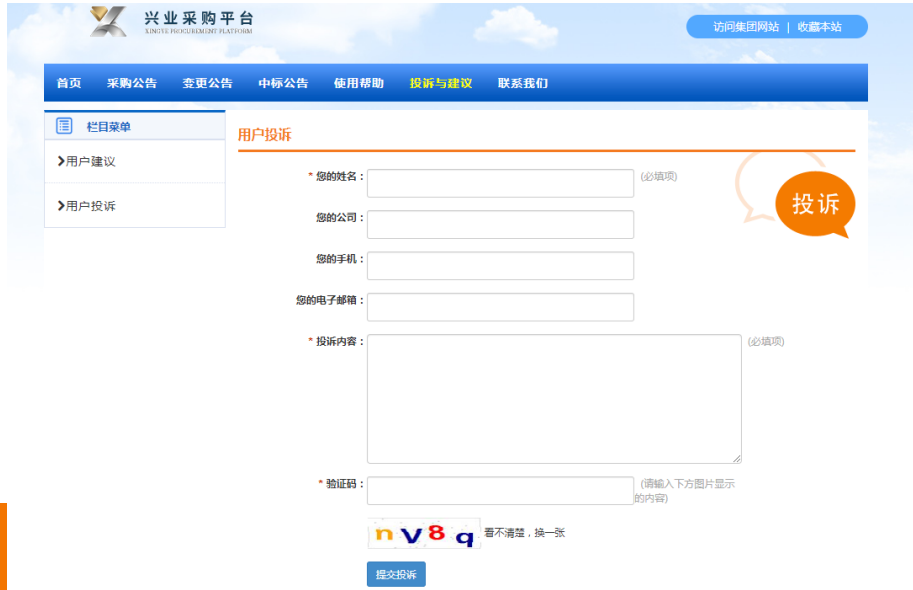 兴业采购平台
XINGYE PROCUREMENT PLATFORM
访问集团网站 | 收藏本站
首页 采购公告 变更公告 中标公告 使用帮助 投诉与建议 联系我们
栏目菜单
用户建议
用户投诉
用户投诉
* 您的姓名： (必填项)
投诉
您的公司：
您的手机：
您的电子邮箱：
* 投诉内容： (必填项)
* 验证码： (请输入下方图片显示
的内容)
nV8q 看不清楚，换一张
提交投诉